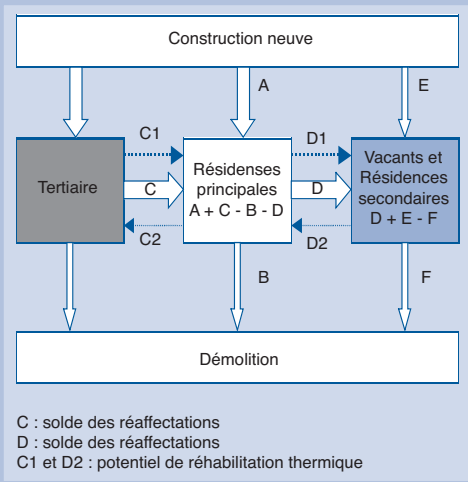 Construction neuve
A
E
C1
D1
Tertiaire
C
Résidenses
principales
A + C - B - D
D
Vacants et
Résidences
secondaires
D + E - F
C2
D2
B
F
Démolition
C : solde des réaffectations
D : solde des réaffectations
C1 et D2 : potentiel de réhabilitation thermique